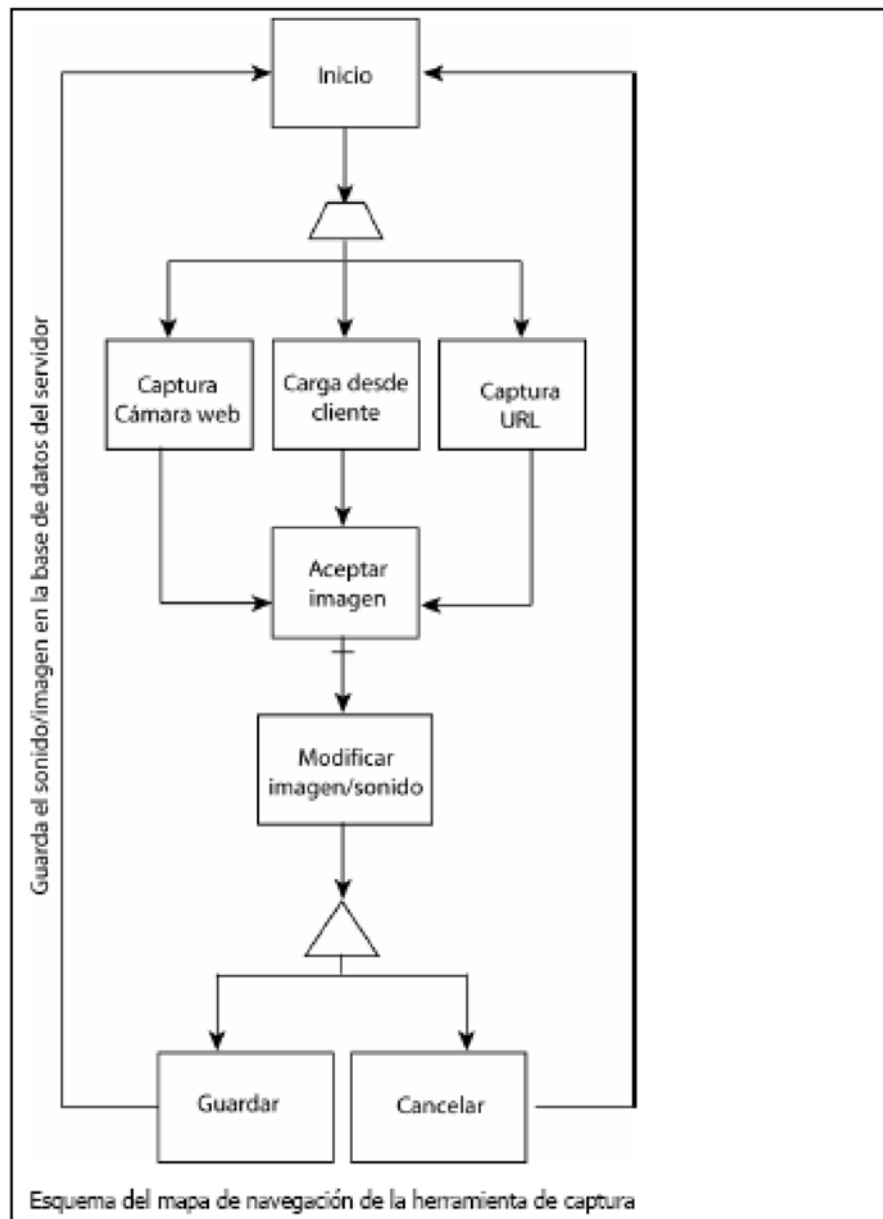 Inicio
Captura
Cámara web
Carga desde
cliente
Captura
URL
Aceptar
imagen
Modificar
imagen/sonido
Guardar
Cancelar
Guarda el sonido/imagen en la base de datos del servidor
Esquema del mapa de navegación de la herramienta de captura